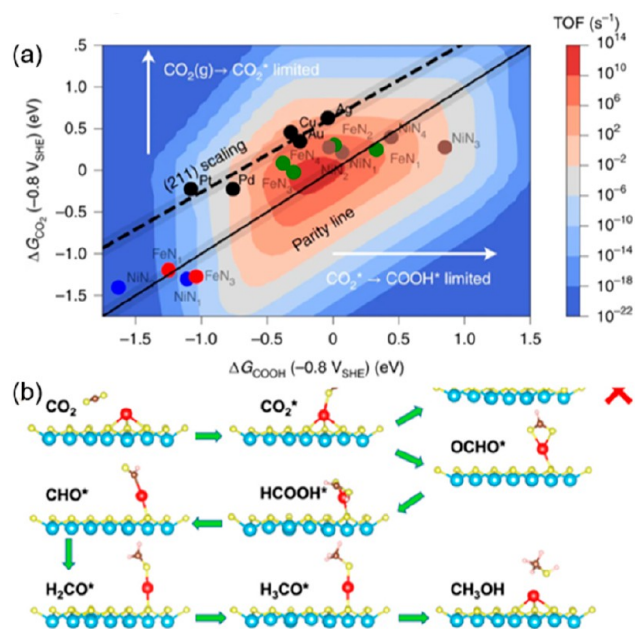 (a)
TOF (s⁻¹)
.5
1.0
0.5
0.0
-0.5
-1.0
-1.5
ΔG_CO₂ (–0.8 V_SHE) (eV)
CO₂(g)→ CO₂* limited
(211) scaling
Parity line
CO₂* → COOH* limited
Pt
Pd
Cu
Au
Ag
FeN₂
NiN₄
NiN₃
FeN₄
FeN₃
NiN₂
NiN₁
FeN₁
FeN₁
FeN₃
NiN₁
–1.5
–1.0
–0.5
0
0.5
1.0
1.5
ΔG_COOH (–0.8 V_SHE) (eV)
10¹⁴
10¹⁰
10⁶
10²
10⁻²
10⁻⁶
10⁻¹⁰
10⁻¹⁴
10⁻¹⁸
10⁻²²
(b)
CO₂
CO₂*
OCHO*
CHO*
HCOOH*
H₂CO*
H₃CO*
CH₃OH